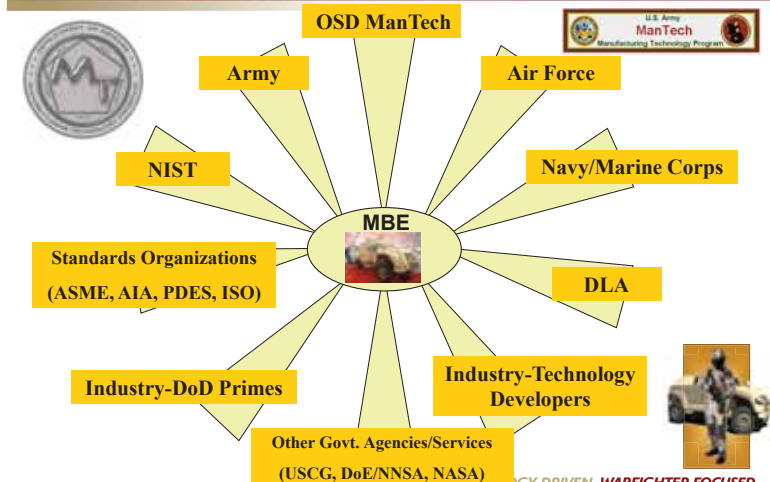 OSD ManTech
U.S. Army
ManTech
Manufacturing Technology Program
Army
Air Force
NIST
Navy/Marine Corps
MBE
Standards Organizations
(ASME, AIA, PDES, ISO)
DLA
Industry-DoD Primes
Industry-Technology
Developers
Other Govt. Agencies/Services
(USCG, DoE/NNSA, NASA)
DRIVEN. WARFIGHTER FOCUSED